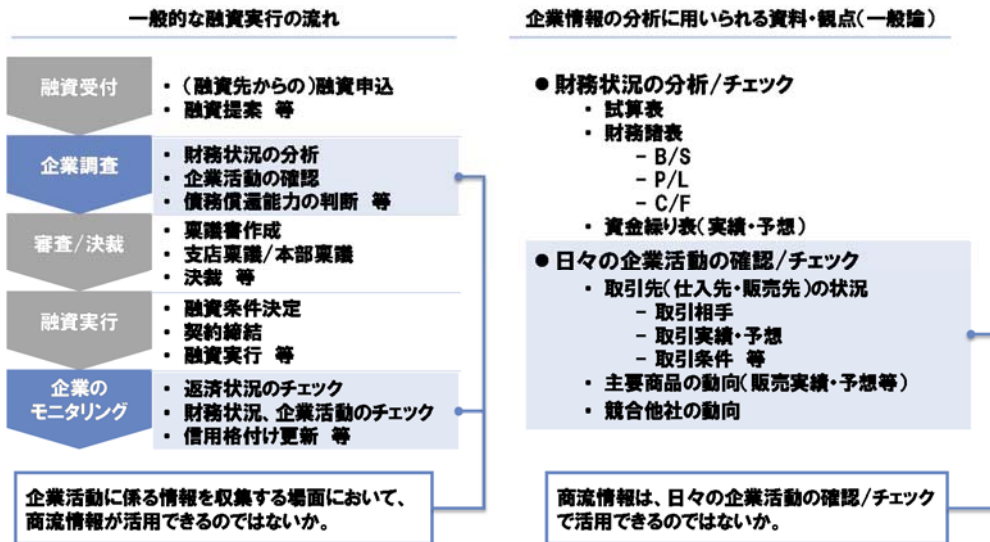 一般的な融資実行の流れ
融資受付
・ (融資先からの)融資申込
・ 融資提案 等
企業調査
・ 財務状況の分析
・ 企業活動の確認
・ 債務償還能力の判断 等
審査/決裁
・ 稟議書作成
・ 支店稟議/本部稟議
・ 決裁 等
融資実行
・ 融資条件決定
・ 契約締結
・ 融資実行 等
企業の
モニタリング
・ 返済状況のチェック
・ 財務状況、企業活動のチェック
・ 信用格付け更新 等
企業活動に係る情報を収集する場面において、
商流情報が活用できるのではないか。
企業情報の分析に用いられる資料・観点(一般論)
● 財務状況の分析/チェック
・ 試算表
・ 財務諸表
− B/S
− P/L
− C/F
・ 資金繰り表(実績・予想)
● 日々の企業活動の確認/チェック
・ 取引先(仕入先・販売先)の状況
− 取引相手
− 取引実績・予想
− 取引条件 等
・ 主要商品の動向(販売実績・予想等)
・ 競合他社の動向
商流情報は、日々の企業活動の確認/チェック
で活用できるのではないか。